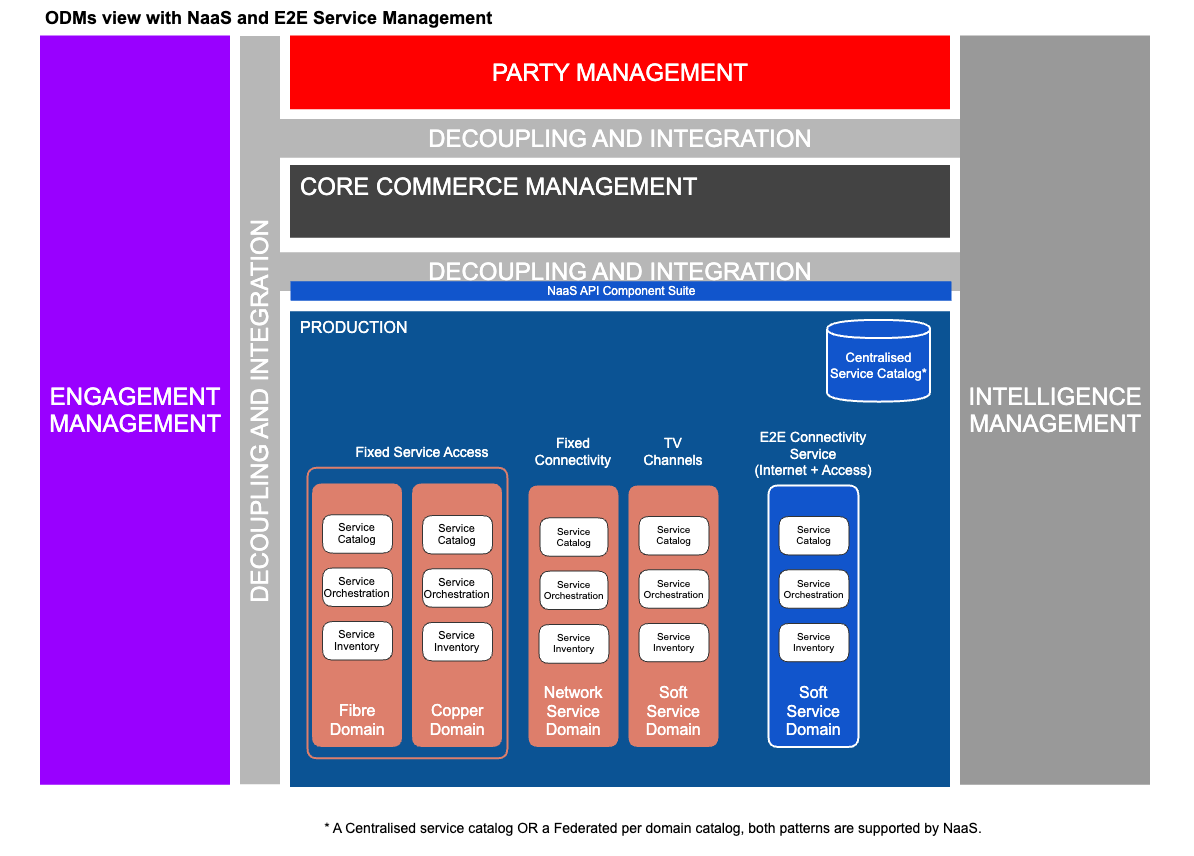 ODMs view with NaaS and E2E Service Management
PARTY MANAGEMENT
DECOUPLING AND INTEGRATION
CORE COMMERCE MANAGEMENT
DECOUPLING AND INTEGRATION
NaaS API Component Suite
ENGAGEMENT
MANAGEMENT
DECOUPLING AND INTEGRATION
INTELLIGENCE
MANAGEMENT
PRODUCTION
Centralised
Service Catalog*
Fixed Service Access
Service
Catalog
Service
Orchestration
Service
Inventory
Fibre
Domain
Service
Catalog
Service
Orchestration
Service
Inventory
Copper
Domain
Fixed
Connectivity
Service
Catalog
Service
Orchestration
Service
Inventory
Network
Service
Domain
TV
Channels
Service
Catalog
Service
Orchestration
Service
Inventory
Soft
Service
Domain
E2E Connectivity
Service
(Internet + Access)
Service
Catalog
Service
Orchestration
Service
Inventory
Soft
Service
Domain
* A Centralised service catalog OR a Federated per domain catalog, both patterns are supported by NaaS.